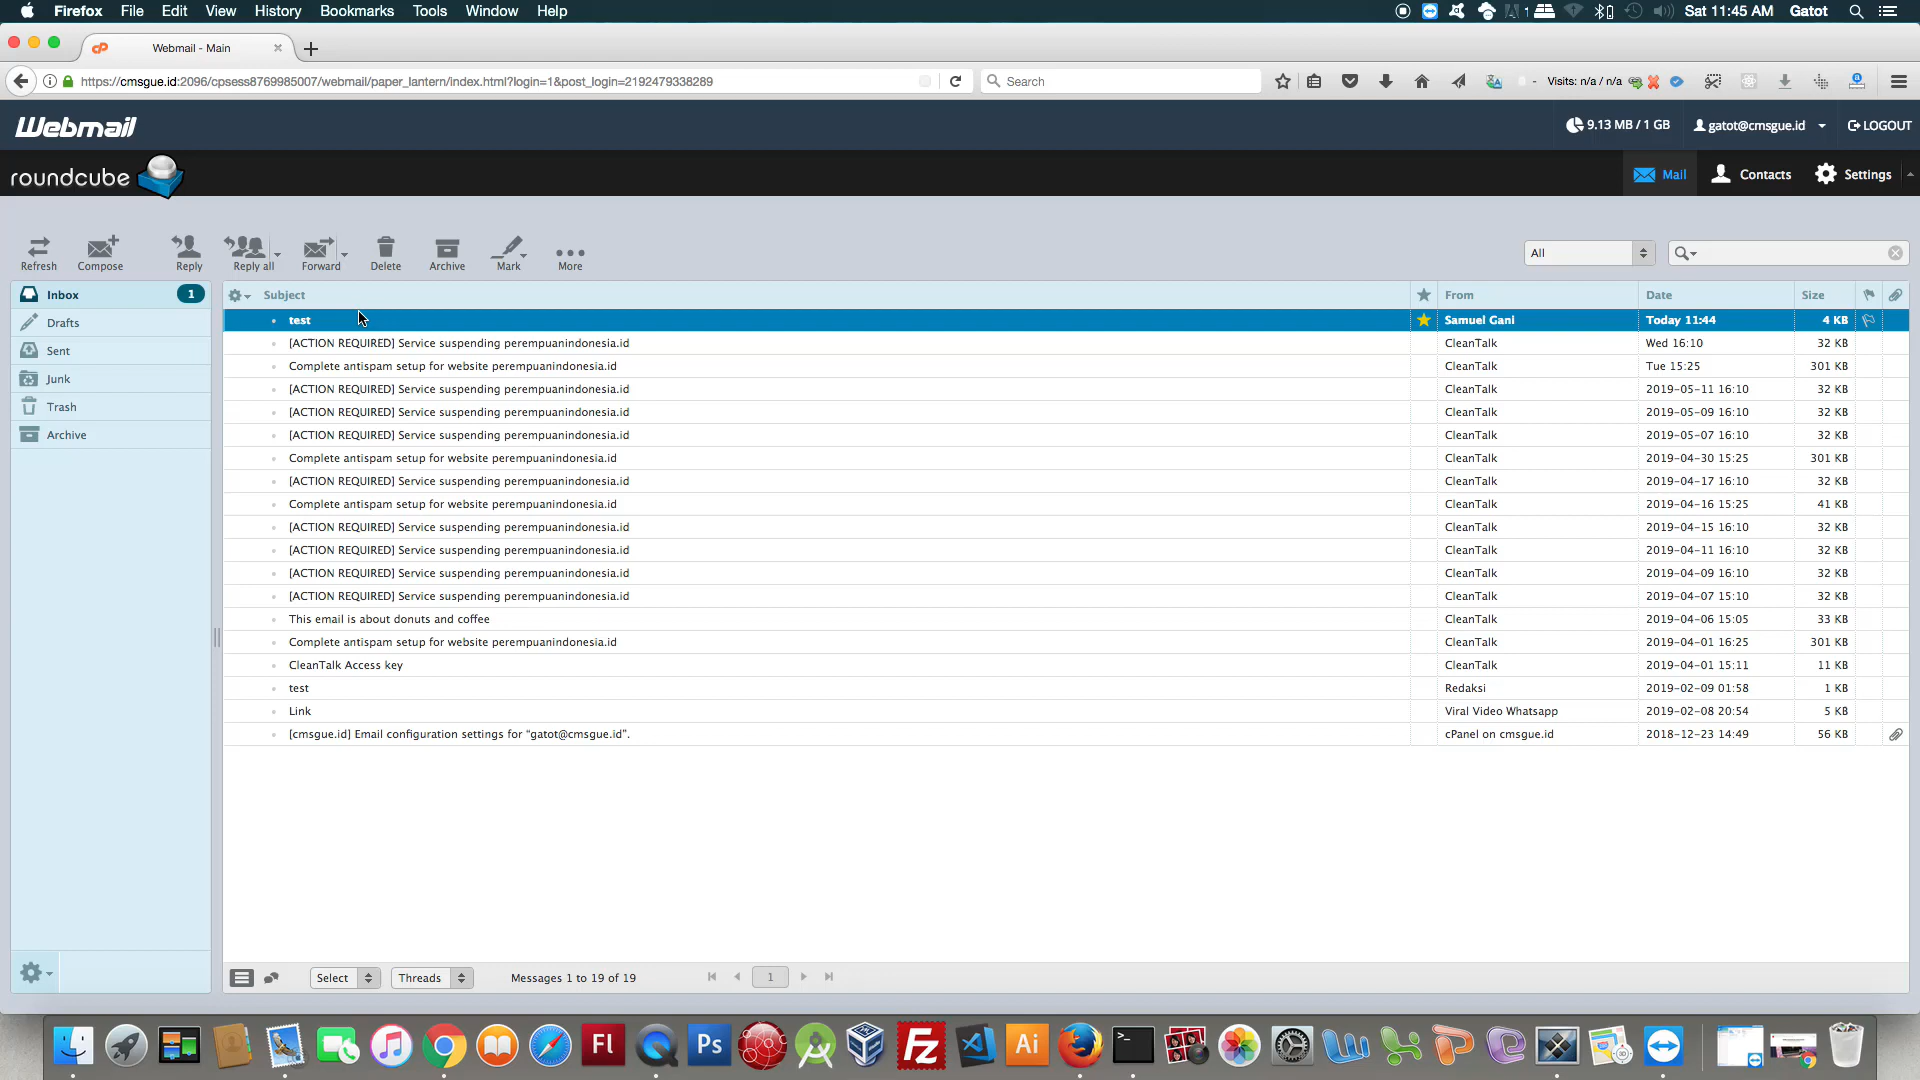 Firefox File Edit View History Bookmarks Tools Window Help 1 Sat 11:45 AM Gatot
Webmail - Main
https://cmsgue.id:2096/cpsess8769985007/webmail/paper_lantern/index.html?login=1&post_login=2192479338289 Search Visits: n/a / n/a
Webmail 9.13 MB / 1 GB gatot@cmsgue.id LOGOUT
roundcube Mail Contacts Settings
Refresh Compose Reply Reply all Forward Delete Archive Mark More All
Inbox 1
Drafts
Sent
Junk
Trash
Archive
Subject From Date Size
test Samuel Gani Today 11:44 4 KB
[ACTION REQUIRED] Service suspending perempuanindonesia.id CleanTalk Wed 16:10 32 KB
Complete antispam setup for website perempuanindonesia.id CleanTalk Tue 15:25 301 KB
[ACTION REQUIRED] Service suspending perempuanindonesia.id CleanTalk 2019-05-11 16:10 32 KB
[ACTION REQUIRED] Service suspending perempuanindonesia.id CleanTalk 2019-05-09 16:10 32 KB
[ACTION REQUIRED] Service suspending perempuanindonesia.id CleanTalk 2019-05-07 16:10 32 KB
Complete antispam setup for website perempuanindonesia.id CleanTalk 2019-04-30 15:25 301 KB
[ACTION REQUIRED] Service suspending perempuanindonesia.id CleanTalk 2019-04-17 16:10 32 KB
Complete antispam setup for website perempuanindonesia.id CleanTalk 2019-04-16 15:25 41 KB
[ACTION REQUIRED] Service suspending perempuanindonesia.id CleanTalk 2019-04-15 16:10 32 KB
[ACTION REQUIRED] Service suspending perempuanindonesia.id CleanTalk 2019-04-11 16:10 32 KB
[ACTION REQUIRED] Service suspending perempuanindonesia.id CleanTalk 2019-04-09 16:10 32 KB
[ACTION REQUIRED] Service suspending perempuanindonesia.id CleanTalk 2019-04-07 15:10 32 KB
This email is about donuts and coffee CleanTalk 2019-04-06 15:05 33 KB
Complete antispam setup for website perempuanindonesia.id CleanTalk 2019-04-01 16:25 301 KB
CleanTalk Access key CleanTalk 2019-04-01 15:11 11 KB
test Redaksi 2019-02-09 01:58 1 KB
Link Viral Video Whatsapp 2019-02-08 20:54 5 KB
[cmsgue.id] Email configuration settings for “gatot@cmsgue.id”. cPanel on cmsgue.id 2018-12-23 14:49 56 KB
Select Threads Messages 1 to 19 of 19 1
Fl Ps Fz Ai